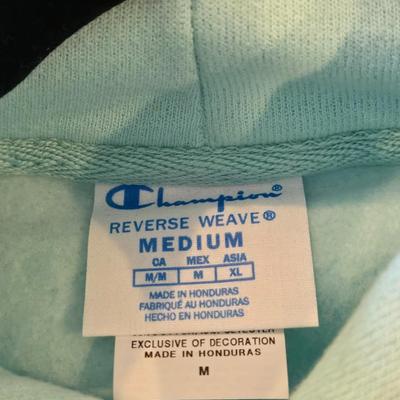 Champion®
REVERSE WEAVE®
MEDIUM
CA MEX ASIA
M/M M XL
MADE IN HONDURAS
FABRIQUÉ AU HONDURAS
HECHO EN HONDURAS
EXCLUSIVE OF DECORATION
MADE IN HONDURAS
M